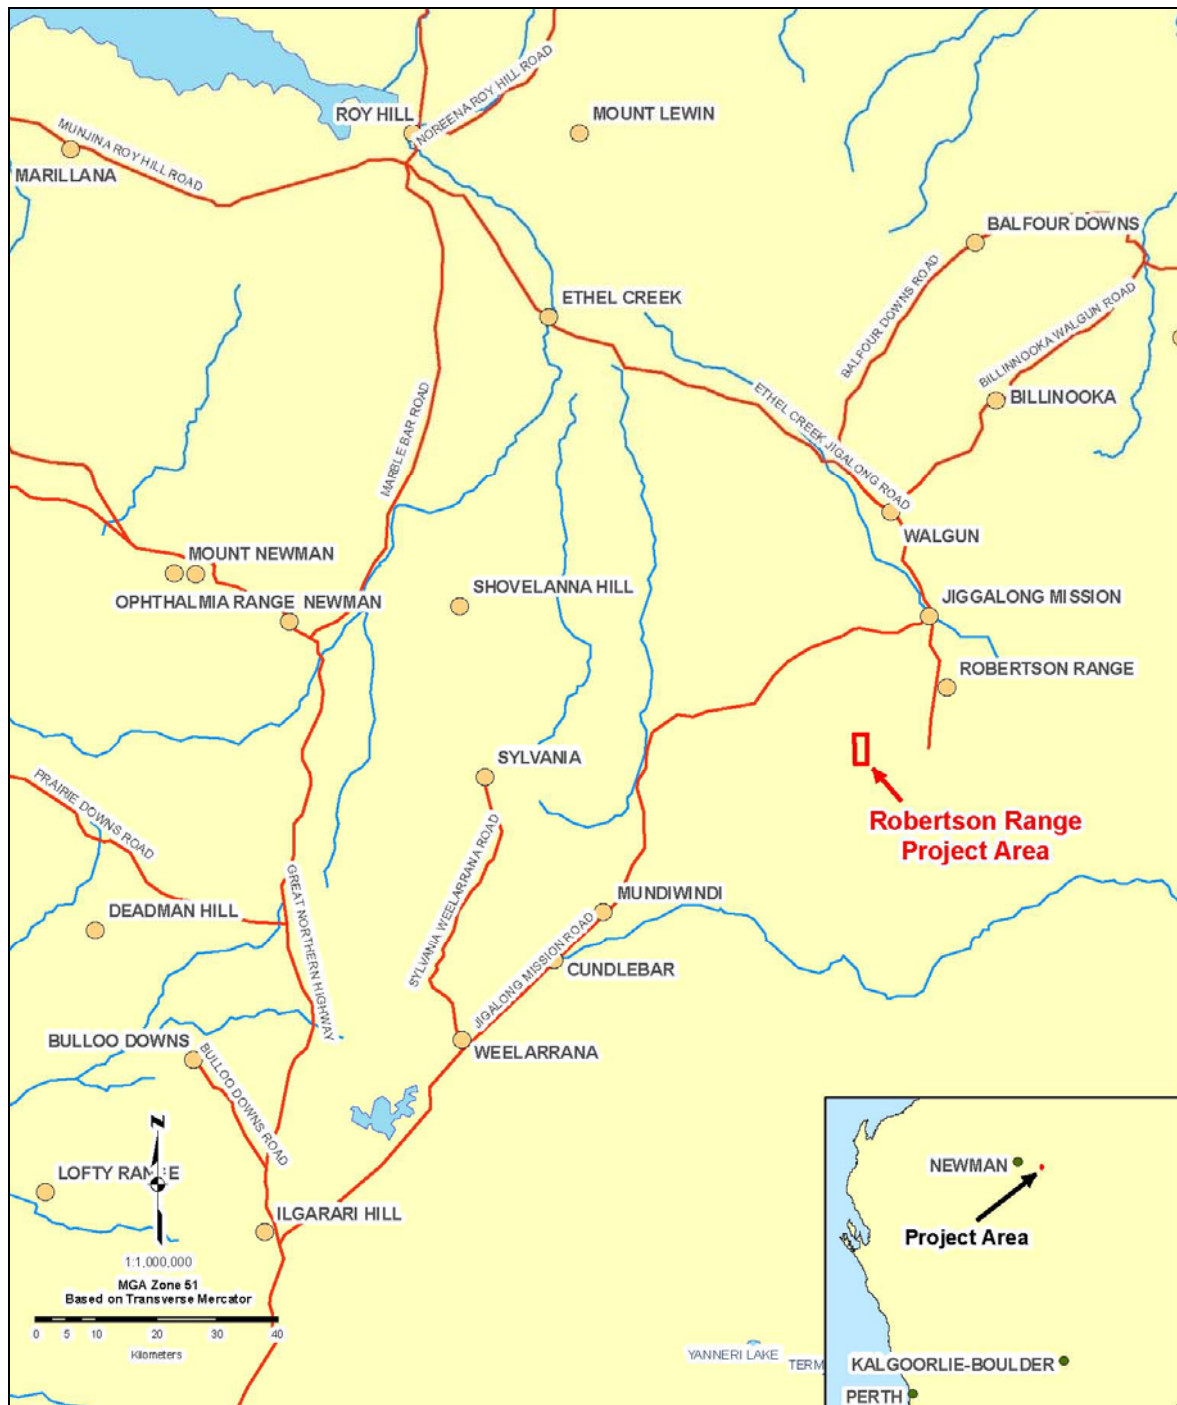 NOREENA ROY HILL ROAD
ROY HILL
MOUNT LEWIN
MUNJINA ROY HILL ROAD
MARILLANA
BALFOUR DOWNS
ETHEL CREEK
BALFOUR DOWNS ROAD
BILLINNOOKA WALGUN ROAD
BILLINOOKA
MARBLE BAR ROAD
ETHEL CREEK JIGALONG ROAD
WALGUN
MOUNT NEWMAN
SHOVELANNA HILL
OPHTHALMIA RANGE NEWMAN
JIGGALONG MISSION
ROBERTSON RANGE
SYLVANIA
PRAIRIE DOWNS ROAD
Robertson Range
Project Area
SYLVANIA WEELARRANA ROAD
GREAT NORTHERN HIGHWAY
MUNDIWINDI
DEADMAN HILL
JIGALONG MISSION ROAD
CUNDLEBAR
BULLOO DOWNS
WEELARRANA
BULLOO DOWNS ROAD
N
LOFTY RANGE
ILGARARI HILL
1:1,000,000
MGA Zone 51
Based on Transverse Mercator
0 5 10 20 30 40
Kilometers
YANNERI LAKE
TERM
NEWMAN
Project Area
KALGOORLIE-BOULDER
PERTH